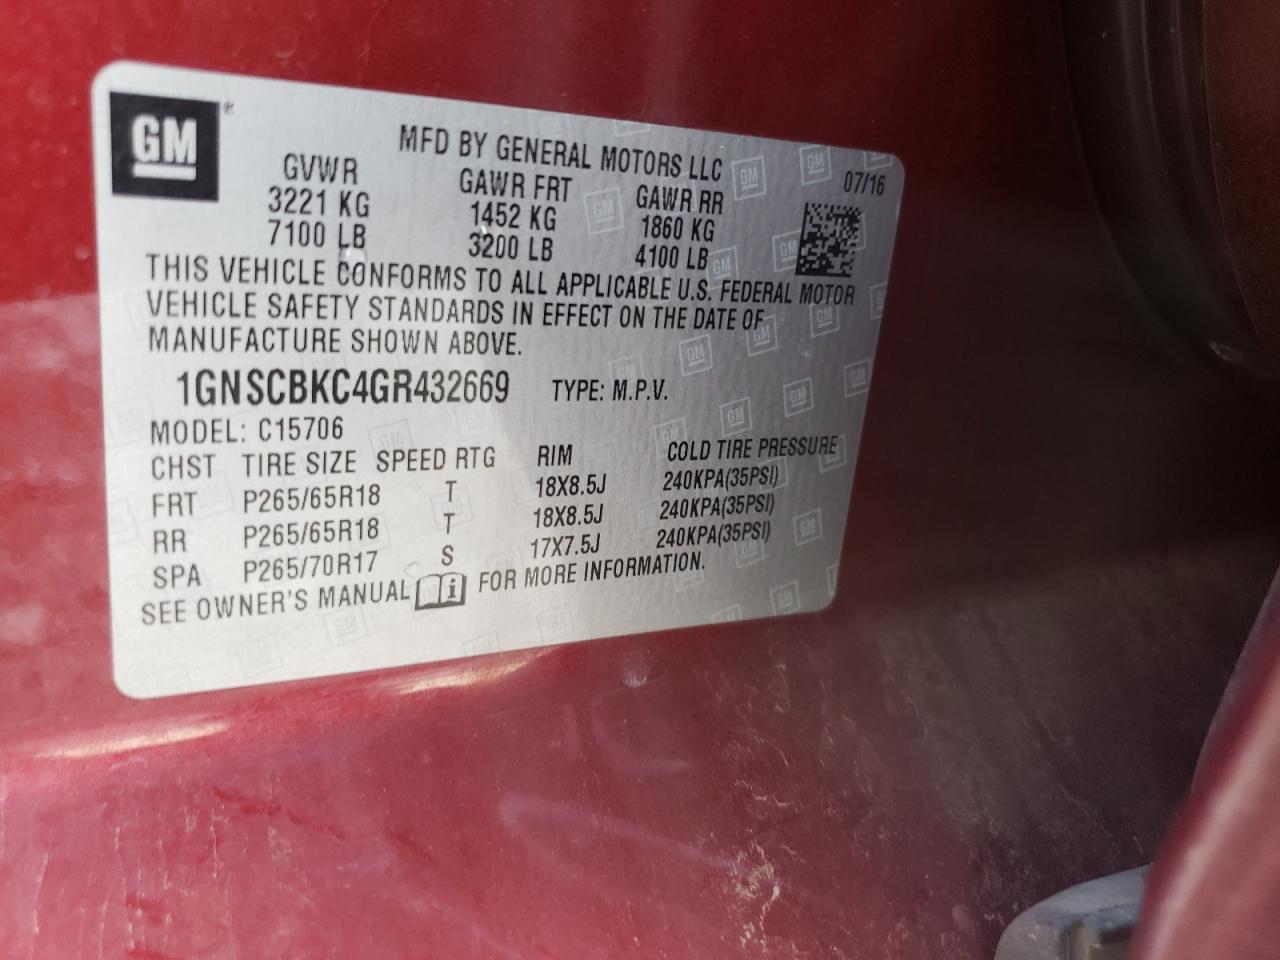 GM ®
MFD BY GENERAL MOTORS LLC
07/16
GVWR GAWR FRT GAWR RR
3221 KG 1452 KG 1860 KG
7100 LB 3200 LB 4100 LB
THIS VEHICLE CONFORMS TO ALL APPLICABLE U.S. FEDERAL MOTOR
VEHICLE SAFETY STANDARDS IN EFFECT ON THE DATE OF
MANUFACTURE SHOWN ABOVE.
1GNSCBKC4GR432669 TYPE: M.P.V.
MODEL: C15706
CHST TIRE SIZE SPEED RTG RIM COLD TIRE PRESSURE
FRT P265/65R18 T 18X8.5J 240KPA(35PSI)
RR P265/65R18 T 18X8.5J 240KPA(35PSI)
SPA P265/70R17 S 17X7.5J 240KPA(35PSI)
SEE OWNER'S MANUAL i FOR MORE INFORMATION.